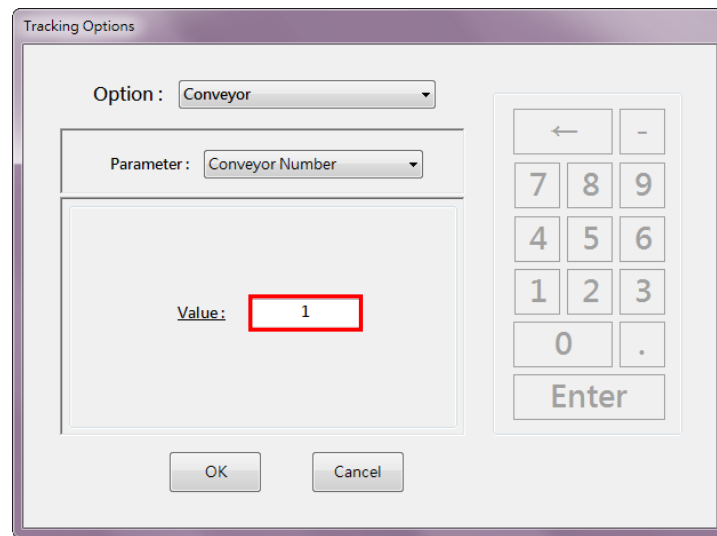 Tracking Options
Option : Conveyor
Parameter : Conveyor Number
Value : 1
← -
7 8 9
4 5 6
1 2 3
0 .
Enter
OK Cancel